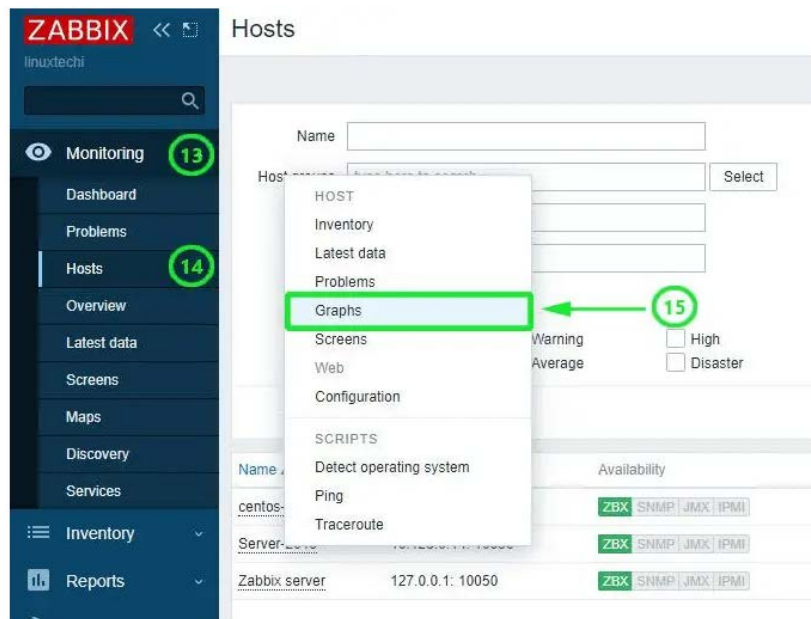 ZABBIX
linuxtechi
Monitoring 13
Dashboard
Problems
Hosts 14
Overview
Latest data
Screens
Maps
Discovery
Services
Inventory
Reports
Hosts
Name
Host
Select
HOST
Inventory
Latest data
Problems
Graphs 15
Screens
Web
Configuration
SCRIPTS
Detect operating system
Ping
Traceroute
Warning High
Average Disaster
Name Availability
centos- ZBX SNMP JMX IPMI
Server- ZBX SNMP JMX IPMI
Zabbix server 127.0.0.1: 10050 ZBX SNMP JMX IPMI